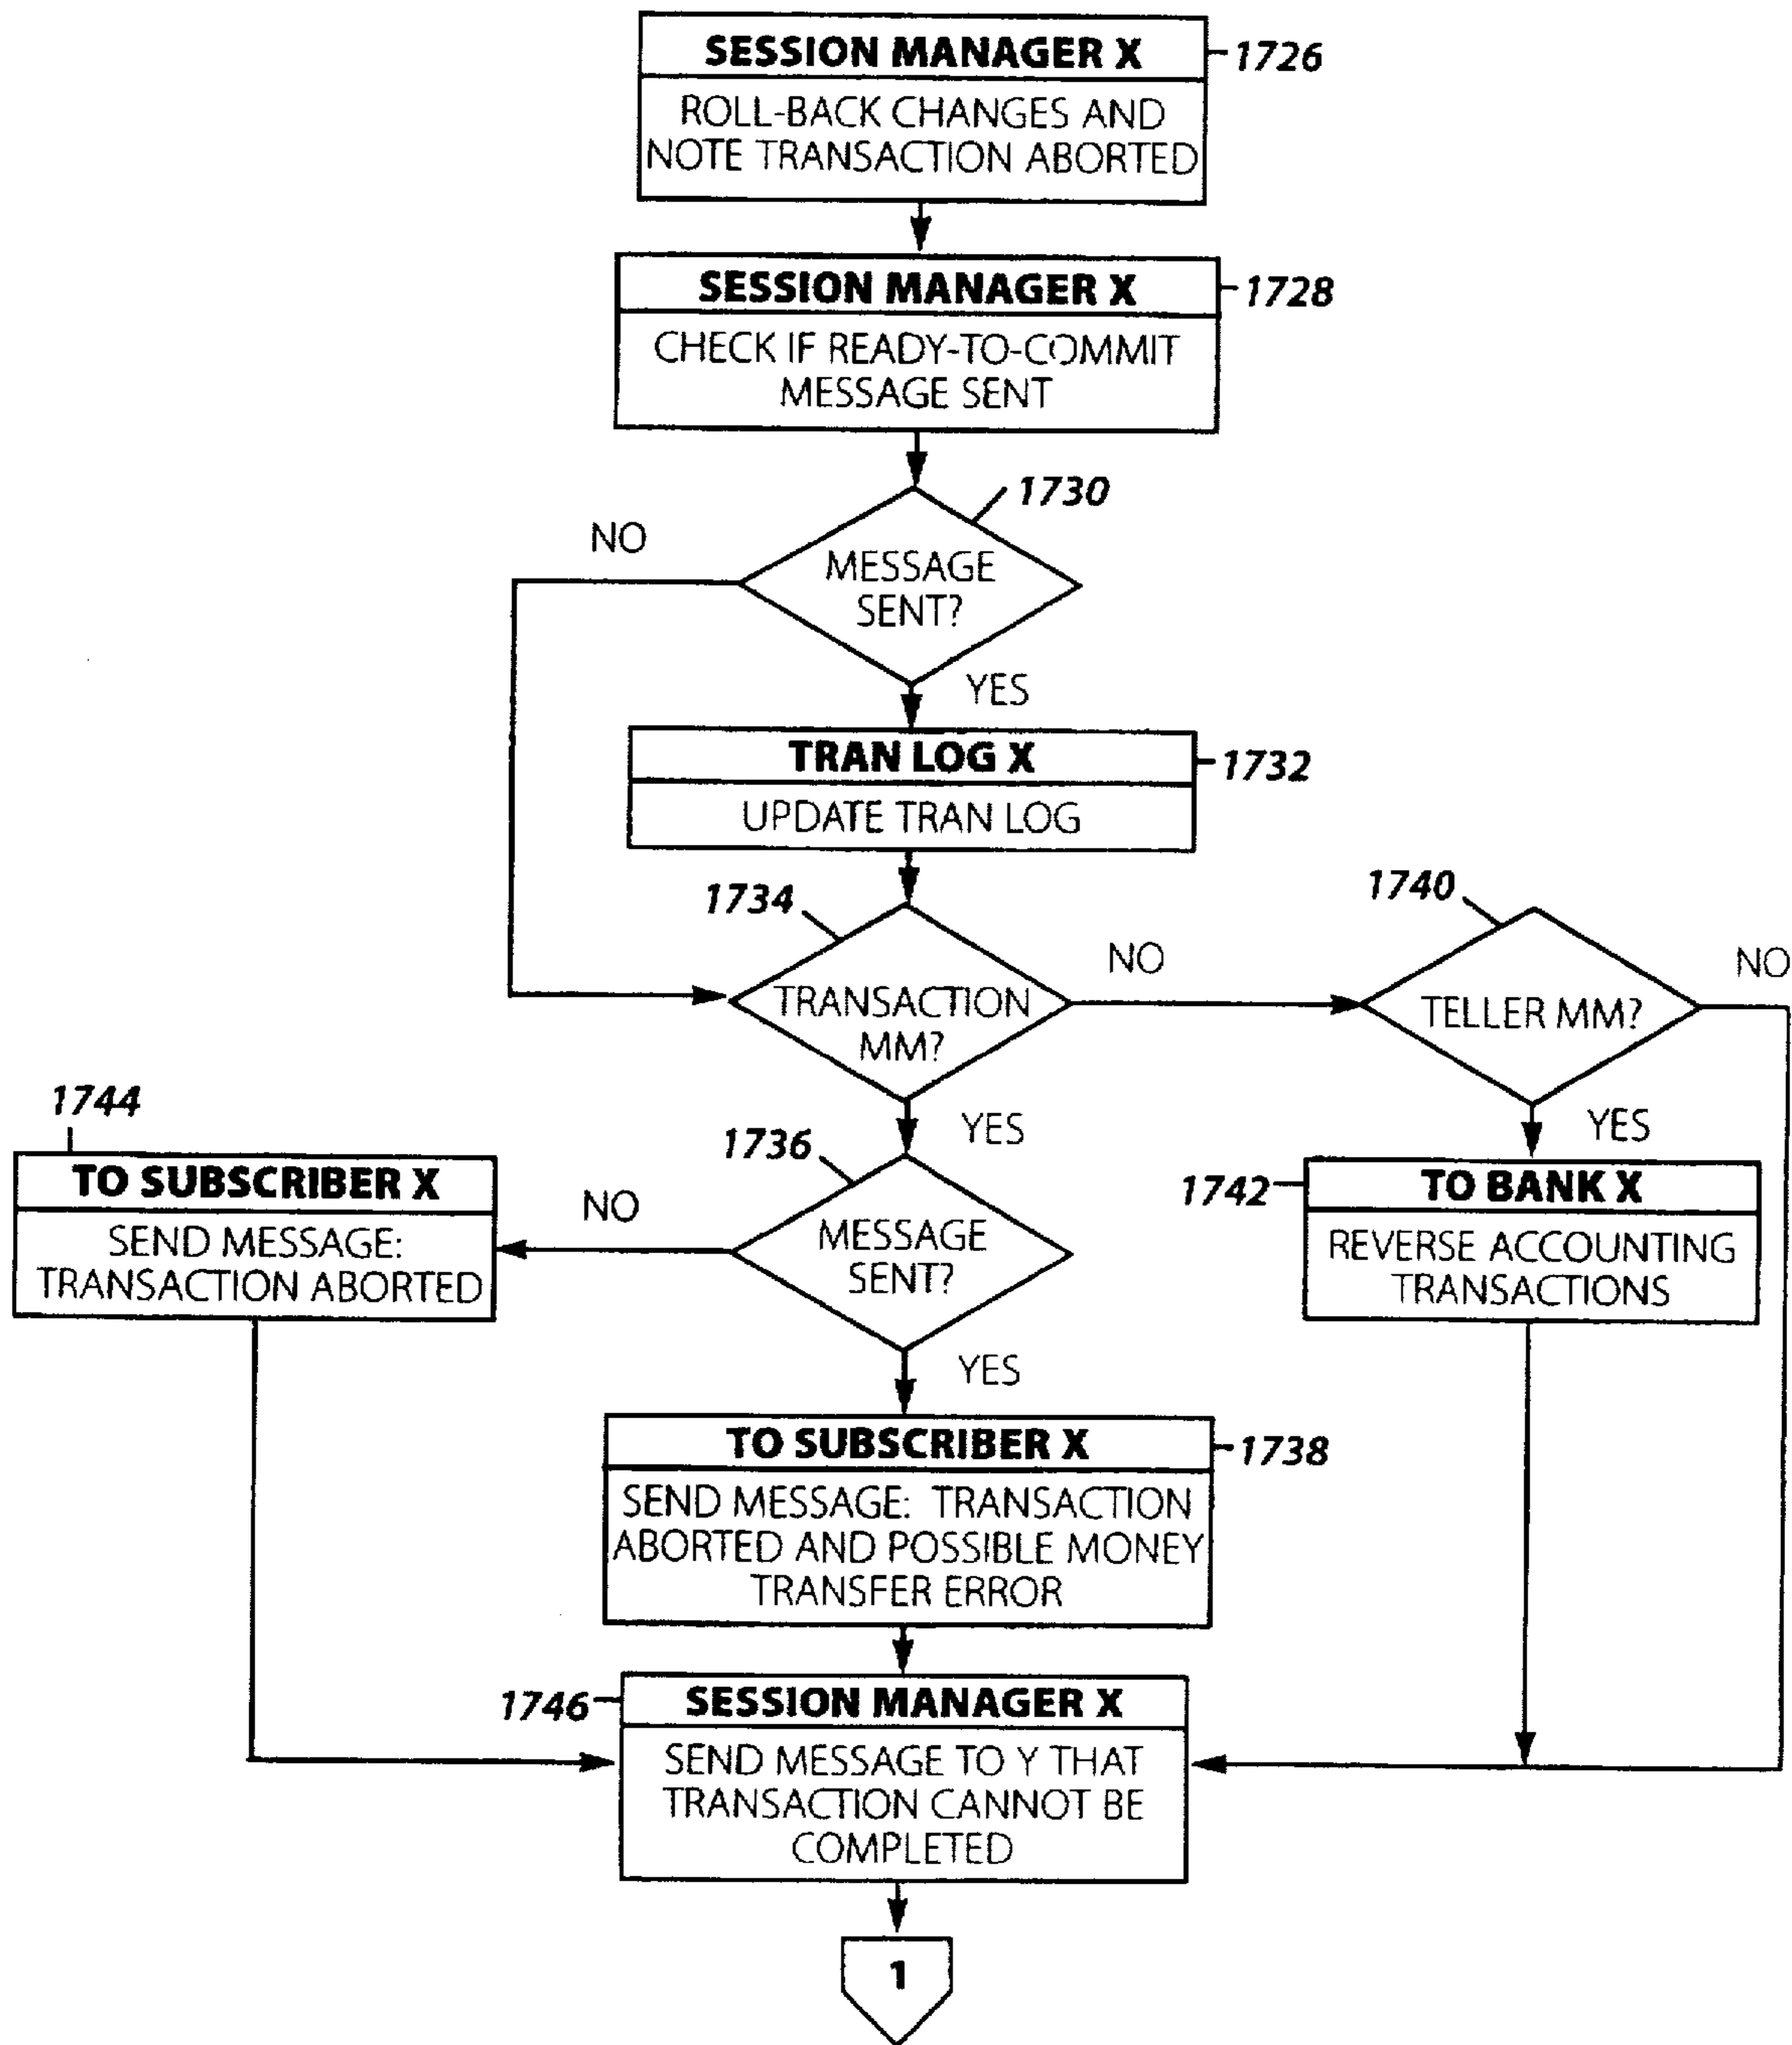 SESSION MANAGER X
1726
ROLL-BACK CHANGES AND
NOTE TRANSACTION ABORTED
SESSION MANAGER X
1728
CHECK IF READY-TO-COMMIT
MESSAGE SENT
1730
NO
MESSAGE
SENT?
YES
TRAN LOG X
1732
UPDATE TRAN LOG
1734
1740
NO
NO
TRANSACTION
MM?
TELLER MM?
1744
YES
YES
1736
TO SUBSCRIBER X
NO
1742
TO BANK X
SEND MESSAGE:
TRANSACTION ABORTED
MESSAGE
SENT?
REVERSE ACCOUNTING
TRANSACTIONS
YES
TO SUBSCRIBER X
1738
SEND MESSAGE: TRANSACTION
ABORTED AND POSSIBLE MONEY
TRANSFER ERROR
1746
SESSION MANAGER X
SEND MESSAGE TO Y THAT
TRANSACTION CANNOT BE
COMPLETED
1